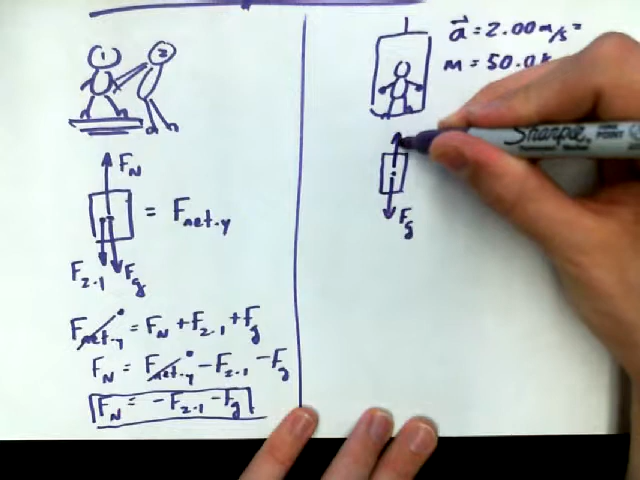 1
2
F_N
= F_net-y
F_2-1 F_g
F_net-y = F_N + F_2-1 + F_g
F_N = F_net-y - F_2-1 - F_g
F_N = -F_2-1 - F_g
a = 2.00 m/s²
m = 50.0
F_g
Sharpie